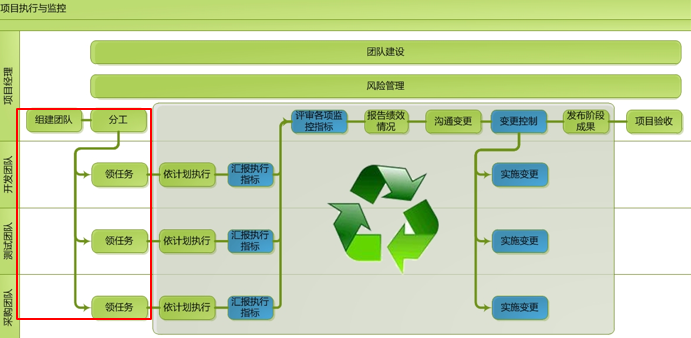 项目执行与监控
团队建设
风险管理
项目经理
组建团队
分工
评审各项监
控指标
报告绩效
情况
沟通变更
变更控制
发布阶段
成果
项目验收
开发团队
领任务
依计划执行
汇报执行
指标
实施变更
测试团队
领任务
依计划执行
汇报执行
指标
实施变更
采购团队
领任务
依计划执行
汇报执行
指标
实施变更